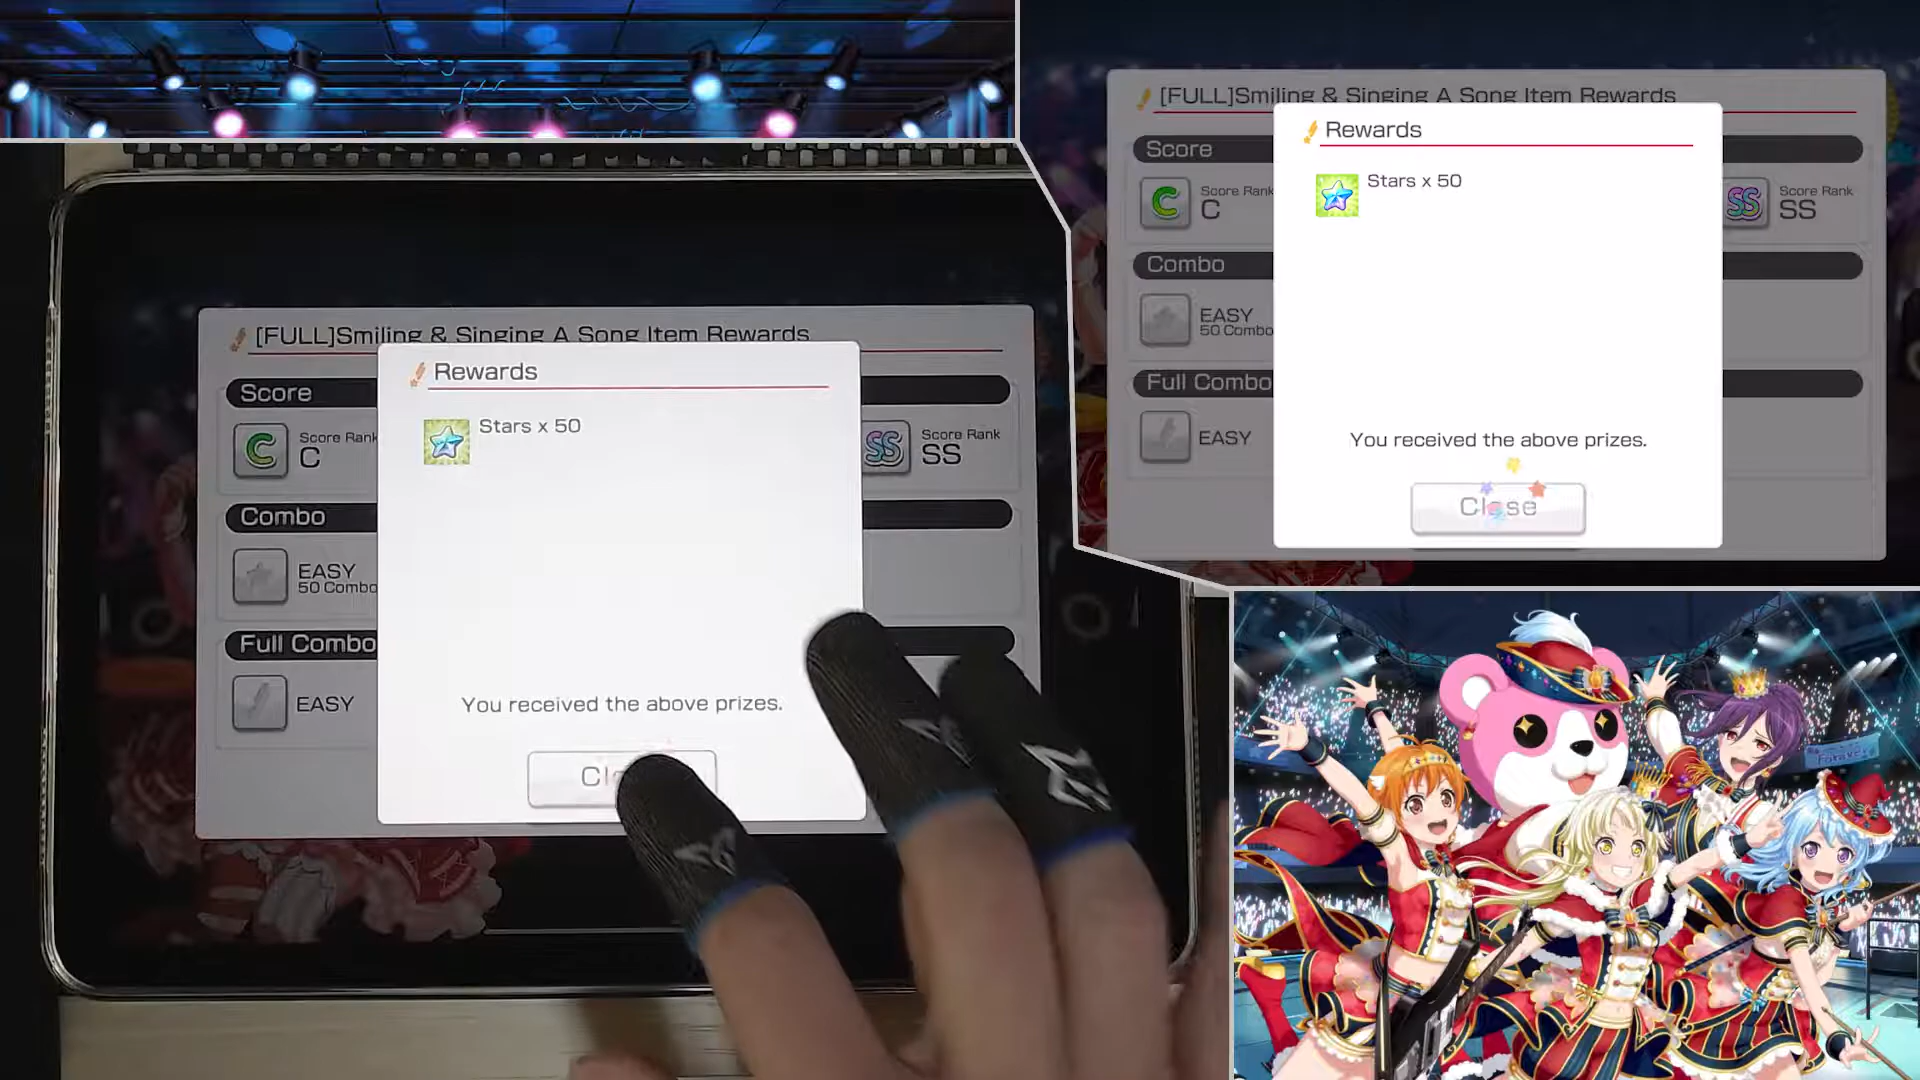 [FULL]Smiling & Singing A Song Item Rewards
Rewards
Score
Stars x 50
Score Rank
C
Score Rank
SS
Combo
EASY
50 Combo
Full Combo
EASY
You received the above prizes.
Cl
[FULL]Smiling & Singing A Song Item Rewards
Rewards
Score
Stars x 50
Score Rank
C
Score Rank
SS
Combo
EASY
50 Combo
Full Combo
EASY
You received the above prizes.
Close